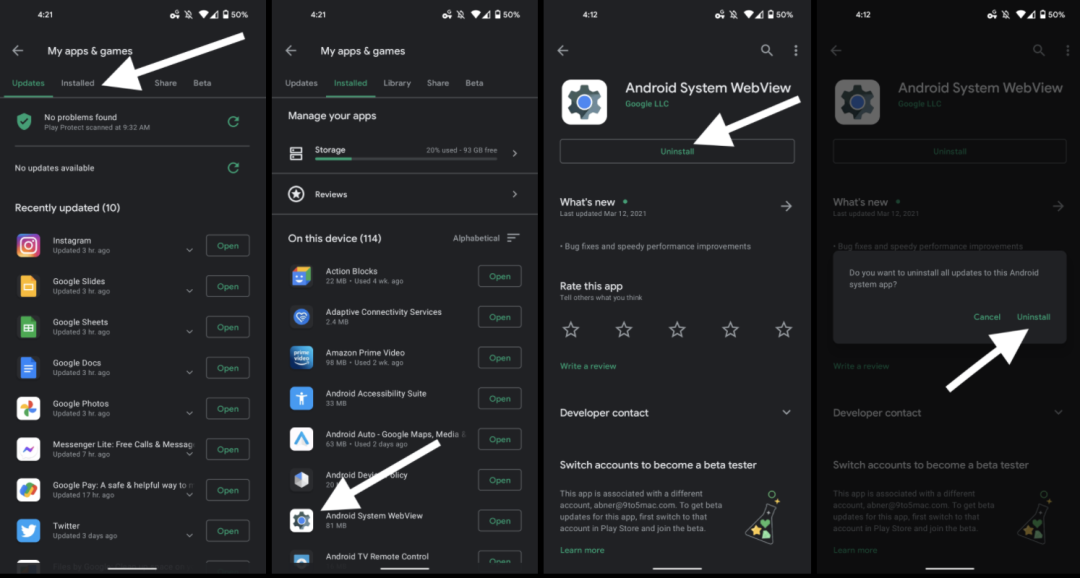 4:21
50%
My apps & games
Updates
Installed
Share
Beta
No problems found
Play Protect scanned at 9:32 AM
No updates available
Recently updated (10)
Instagram
Updated 3 hr. ago
Open
Google Slides
Updated 3 hr. ago
Open
Google Sheets
Updated 3 hr. ago
Open
Google Docs
Updated 3 hr. ago
Open
Google Photos
Updated 3 hr. ago
Open
Messenger Lite: Free Calls & Messag
Updated 7 hr. ago
Open
Google Pay: A safe & helpful way to m
Updated 17 hr. ago
Open
Twitter
Updated 3 days ago
Open
4:21
50%
My apps & games
Updates
Installed
Library
Share
Beta
Manage your apps
Storage
20% used - 93 GB free
Reviews
On this device (114)
Alphabetical
Action Blocks
22 MB • Used 4 wk. ago
Open
Adaptive Connectivity Services
2.4 MB
Open
Amazon Prime Video
98 MB • Used 2 wk. ago
Open
Android Accessibility Suite
33 MB
Open
Android Auto - Google Maps, Media &
63 MB • Used 2 days ago
Open
Android Device Policy
Open
Android System WebView
81 MB
Open
Android TV Remote Control
Open
4:12
50%
Android System WebView
Google LLC
Uninstall
What's new
Last updated Mar 12, 2021
• Bug fixes and speedy performance improvements
Rate this app
Tell others what you think
Write a review
Developer contact
Switch accounts to become a beta tester
This app is associated with a different
account, abner@9to5mac.com. To get beta
updates for this app, first switch to that
account in Play Store and join the beta.
Learn more
4:12
50%
Android System WebView
Google LLC
Uninstall
What's new
Last updated Mar 12, 2021
• Bug fixes and speedy performance improvements
Do you want to uninstall all updates to this Android
system app?
Cancel
Uninstall
Write a review
Developer contact
Switch accounts to become a beta tester
This app is associated with a different
account, abner@9to5mac.com. To get beta
updates for this app, first switch to that
account in Play Store and join the beta.
Learn more